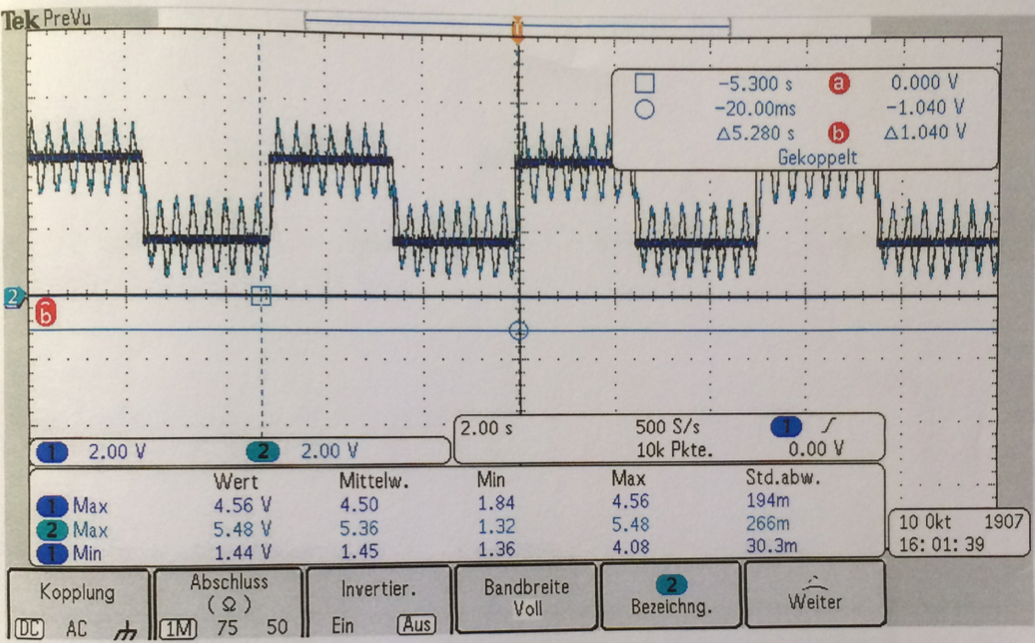 Tek PreVu
T
-5.300 s a 0.000 V
-20.00ms -1.040 V
Δ5.280 s b Δ1.040 V
Gekoppelt
2
b
1 2.00 V 2 2.00 V
2.00 s 500 S/s 1
10k Pkte. 0.00 V
Wert Mittelw. Min Max Std.abw.
1 Max 4.56 V 4.50 1.84 4.56 194m
2 Max 5.48 V 5.36 1.32 5.48 266m
1 Min 1.44 V 1.45 1.36 4.08 30.3m
10 Okt 1907
16:01:39
Kopplung
DC AC
Abschluss
(Ω)
1M 75 50
Invertier.
Ein Aus
Bandbreite
Voll
2
Bezeichng.
Weiter